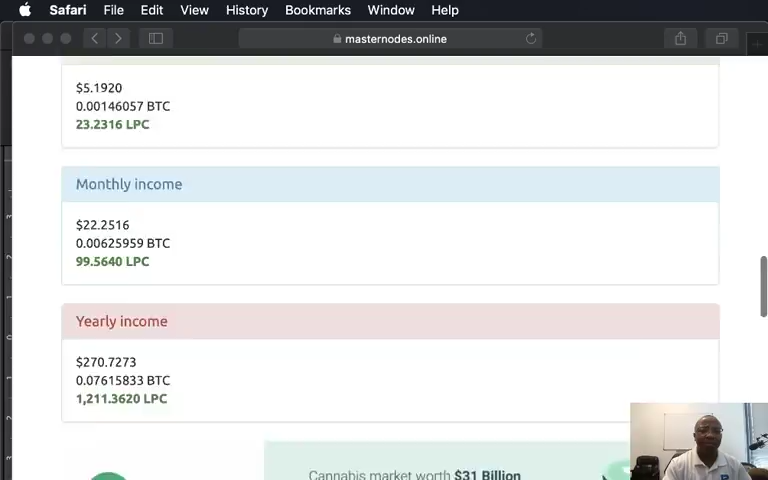 Safari File Edit View History Bookmarks Window Help
masternodes.online
$5.1920
0.00146057 BTC
23.2316 LPC
Monthly income
$22.2516
0.00625959 BTC
99.5640 LPC
Yearly income
$270.7273
0.07615833 BTC
1,211.3620 LPC
Cannabis market worth $31 Billion